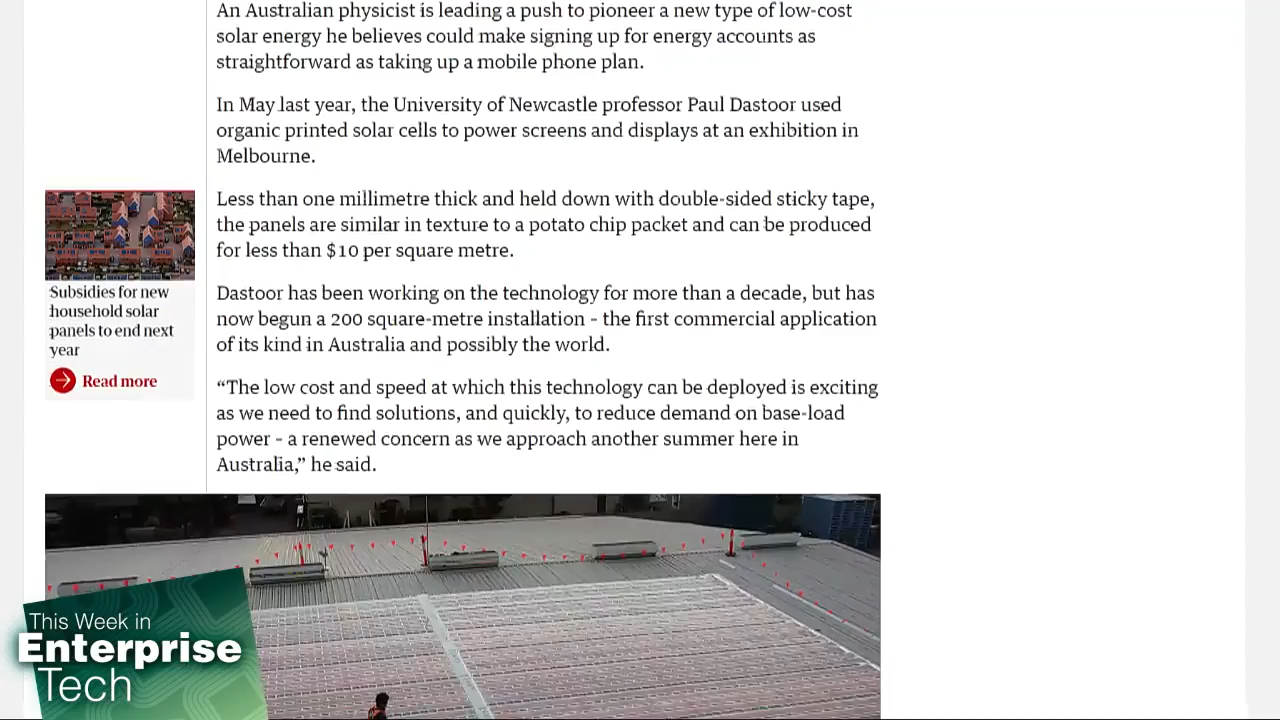 An Australian physicist is leading a push to pioneer a new type of low-cost
solar energy he believes could make signing up for energy accounts as
straightforward as taking up a mobile phone plan.
In May last year, the University of Newcastle professor Paul Dastoor used
organic printed solar cells to power screens and displays at an exhibition in
Melbourne.
Less than one millimetre thick and held down with double-sided sticky tape,
the panels are similar in texture to a potato chip packet and can be produced
for less than $10 per square metre.
Dastoor has been working on the technology for more than a decade, but has
now begun a 200 square-metre installation - the first commercial application
of its kind in Australia and possibly the world.
“The low cost and speed at which this technology can be deployed is exciting
as we need to find solutions, and quickly, to reduce demand on base-load
power - a renewed concern as we approach another summer here in
Australia,” he said.
Subsidies for new
household solar
panels to end next
year
Read more
This Week in
Enterprise
Tech